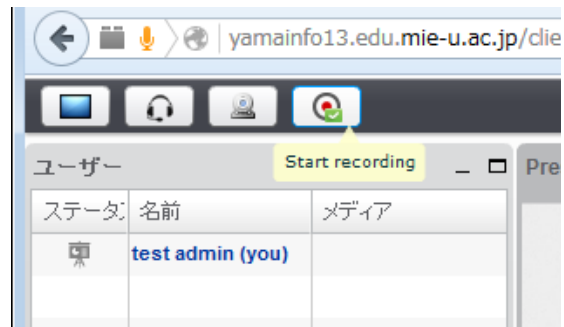 yamainfo13.edu.mie-u.ac.jp/clie
Start recording
ユーザー
Pre
ステータ
名前
メディア
test admin (you)